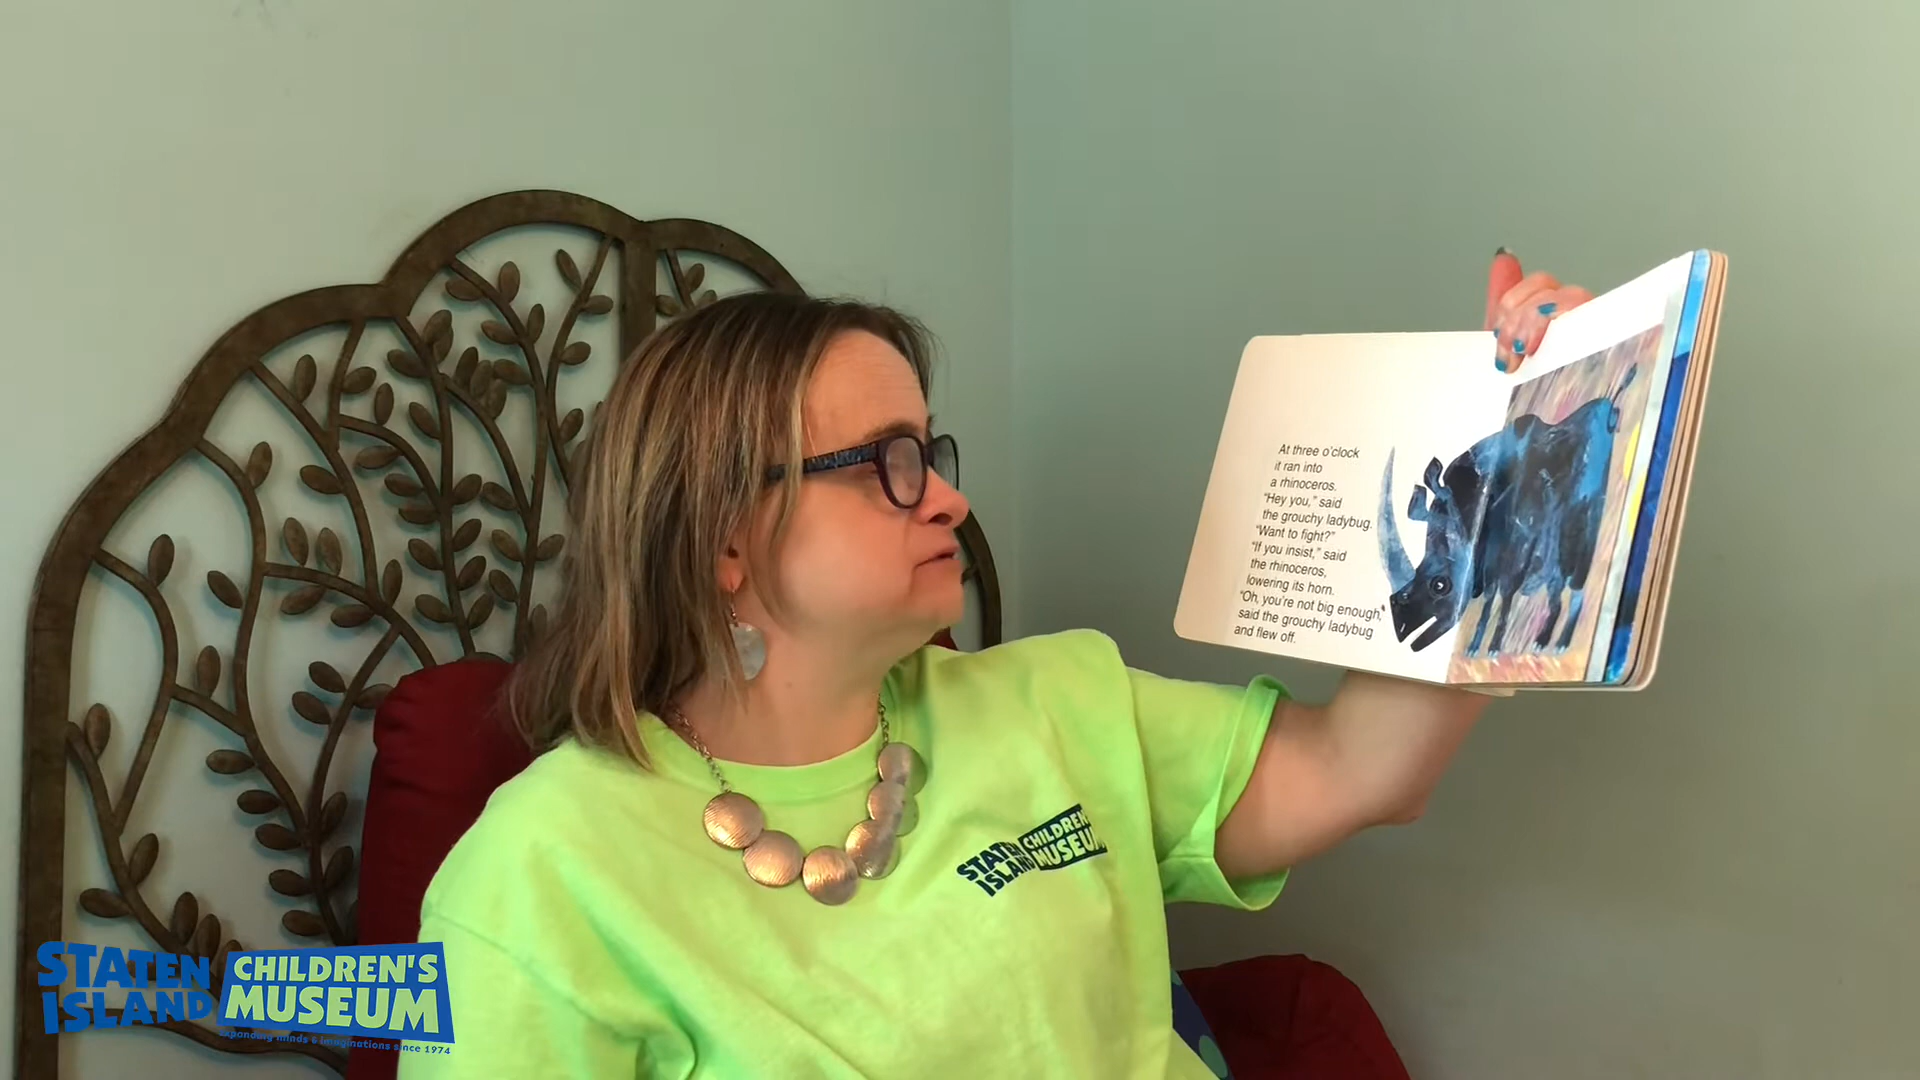 At three o'clock
it ran into
a rhinoceros.
"Hey you," said
the grouchy ladybug.
"Want to fight?"
"If you insist," said
the rhinoceros,
lowering its horn.
"Oh, you're not big enough,"
said the grouchy ladybug
and flew off.
STATEN
ISLAND
CHILDREN'S
MUSEUM
STATEN
ISLAND
CHILDREN'S
MUSEUM
expanding minds & imaginations since 1974